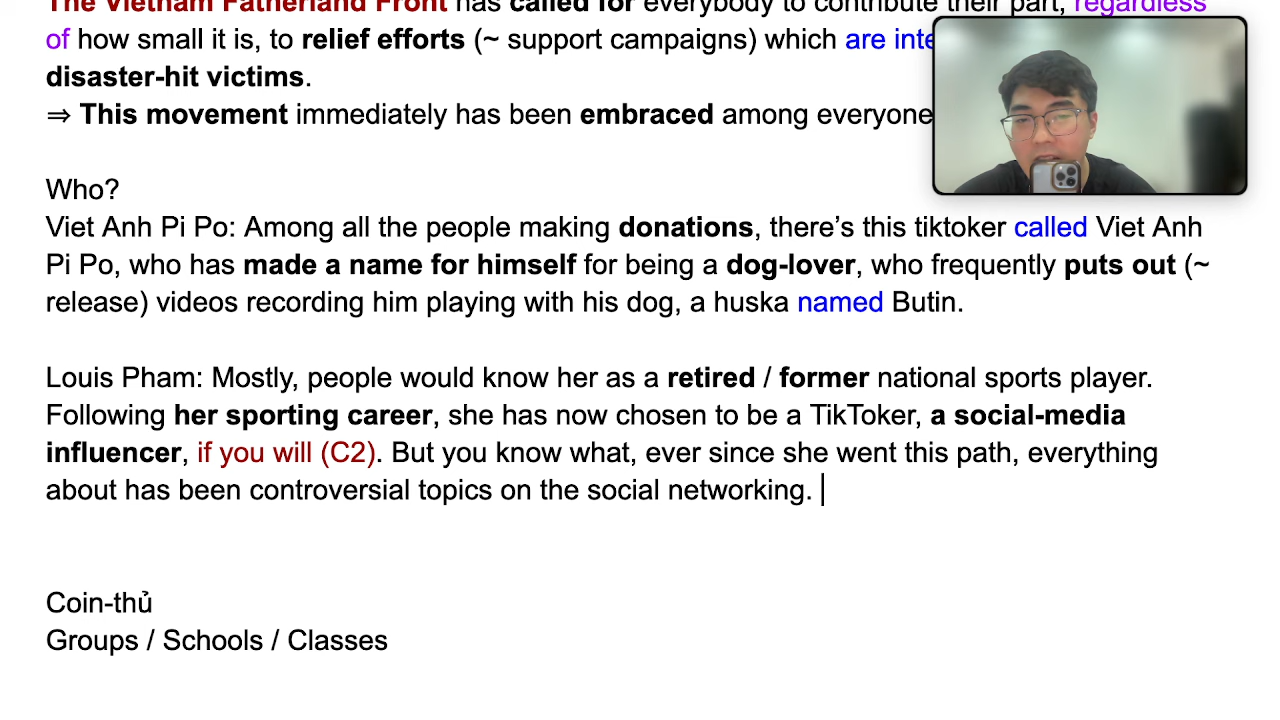 The Vietnam Fatherland Front has called for everybody to contribute their part, regardless
of how small it is, to relief efforts (~ support campaigns) which are
disaster-hit victims.
⇒ This movement immediately has been embraced among everyone
Who?
Viet Anh Pi Po: Among all the people making donations, there’s this tiktoker called Viet Anh
Pi Po, who has made a name for himself for being a dog-lover, who frequently puts out (~
release) videos recording him playing with his dog, a huska named Butin.
Louis Pham: Mostly, people would know her as a retired / former national sports player.
Following her sporting career, she has now chosen to be a TikToker, a social-media
influencer, if you will (C2). But you know what, ever since she went this path, everything
about has been controversial topics on the social networking.
Coin-thủ
Groups / Schools / Classes